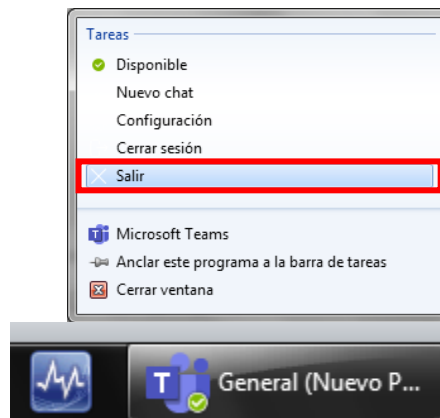 Tareas
Disponible
Nuevo chat
Configuración
Cerrar sesión
Salir
Microsoft Teams
Anclar este programa a la barra de tareas
Cerrar ventana
General (Nuevo P...